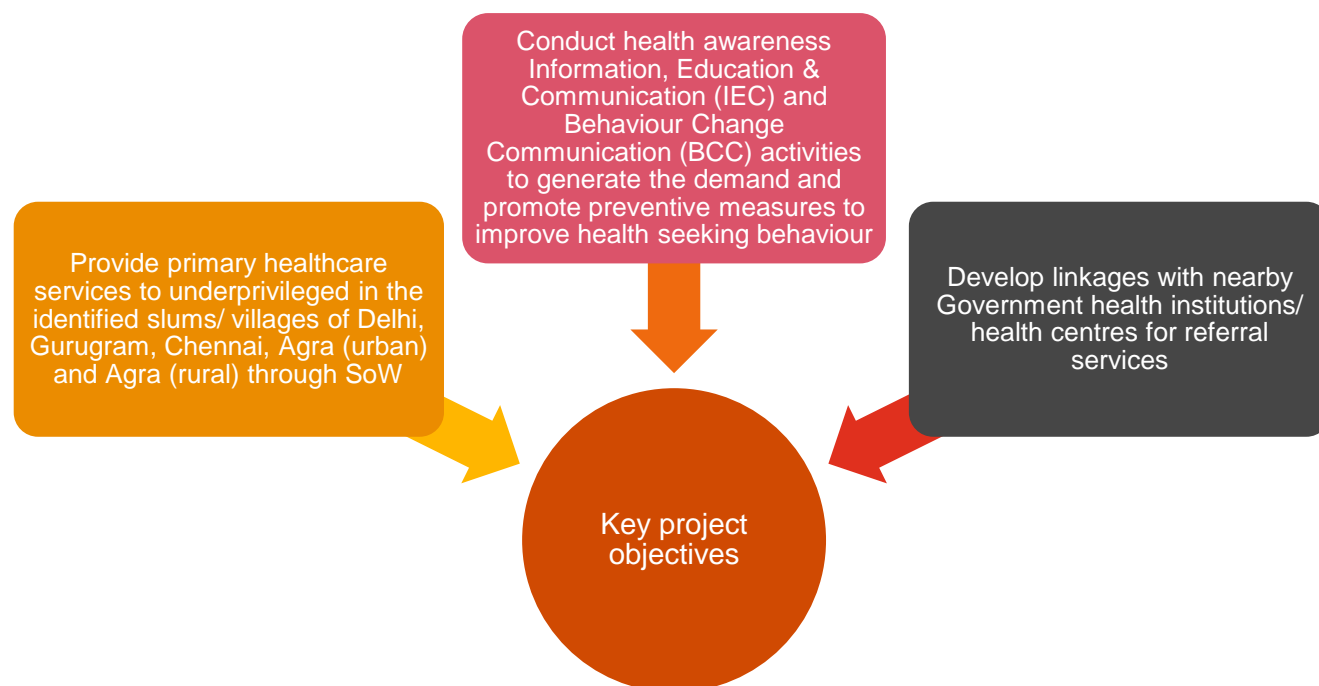 Conduct health awareness
Information, Education &
Communication (IEC) and
Behaviour Change
Communication (BCC) activities
to generate the demand and
promote preventive measures to
improve health seeking behaviour
Provide primary healthcare
services to underprivileged in the
identified slums/ villages of Delhi,
Gurugram, Chennai, Agra (urban)
and Agra (rural) through SoW
Develop linkages with nearby
Government health institutions/
health centres for referral
services
Key project
objectives